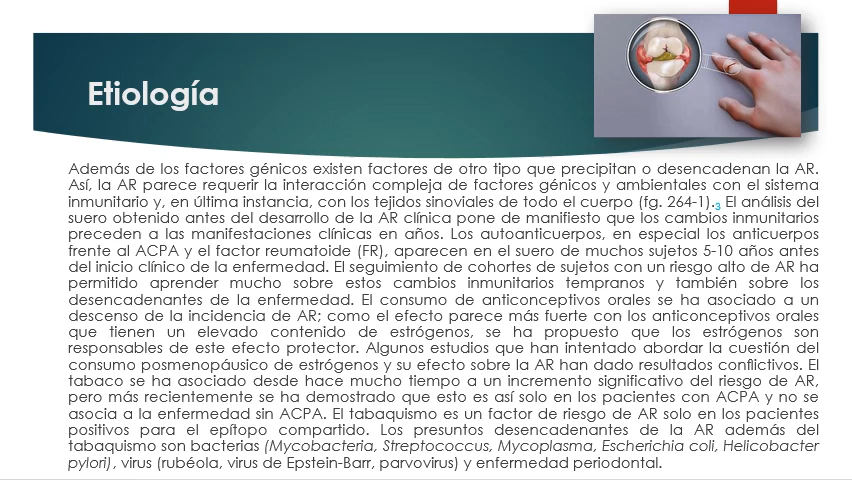 Etiología
Además de los factores génicos existen factores de otro tipo que precipitan o desencadenan la AR.
Así, la AR parece requerir la interacción compleja de factores génicos y ambientales con el sistema
inmunitario y, en última instancia, con los tejidos sinoviales de todo el cuerpo (fg. 264-1).3 El análisis del
suero obtenido antes del desarrollo de la AR clínica pone de manifiesto que los cambios inmunitarios
preceden a las manifestaciones clínicas en años. Los autoanticuerpos, en especial los anticuerpos
frente al ACPA y el factor reumatoide (FR), aparecen en el suero de muchos sujetos 5-10 años antes
del inicio clínico de la enfermedad. El seguimiento de cohortes de sujetos con un riesgo alto de AR ha
permitido aprender mucho sobre estos cambios inmunitarios tempranos y también sobre los
desencadenantes de la enfermedad. El consumo de anticonceptivos orales se ha asociado a un
descenso de la incidencia de AR; como el efecto parece más fuerte con los anticonceptivos orales
que tienen un elevado contenido de estrógenos, se ha propuesto que los estrógenos son
responsables de este efecto protector. Algunos estudios que han intentado abordar la cuestión del
consumo posmenopáusico de estrógenos y su efecto sobre la AR han dado resultados conflictivos. El
tabaco se ha asociado desde hace mucho tiempo a un incremento significativo del riesgo de AR,
pero más recientemente se ha demostrado que esto es así solo en los pacientes con ACPA y no se
asocia a la enfermedad sin ACPA. El tabaquismo es un factor de riesgo de AR solo en los pacientes
positivos para el epítopo compartido. Los presuntos desencadenantes de la AR además del
tabaquismo son bacterias (Mycobacteria, Streptococcus, Mycoplasma, Escherichia coli, Helicobacter
pylori), virus (rubéola, virus de Epstein-Barr, parvovirus) y enfermedad periodontal.